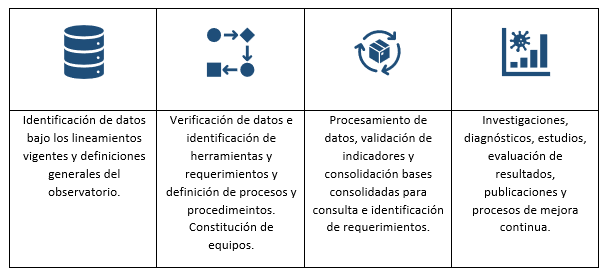 Identificación de datos
bajo los lineamientos
vigentes y definiciones
generales del
observatorio.
Verificación de datos e
identificación de
herramientas y
requerimientos y
definición de procesos y
procedimeintos.
Constitución de
equipos.
Procesamiento de
datos, validación de
indicadores y
consolidación bases
consolidadas para
consulta e identificación
de requerimientos.
Investigaciones,
diagnósticos, estudios,
evaluación de
resultados,
publicaciones y
procesos de mejora
continua.